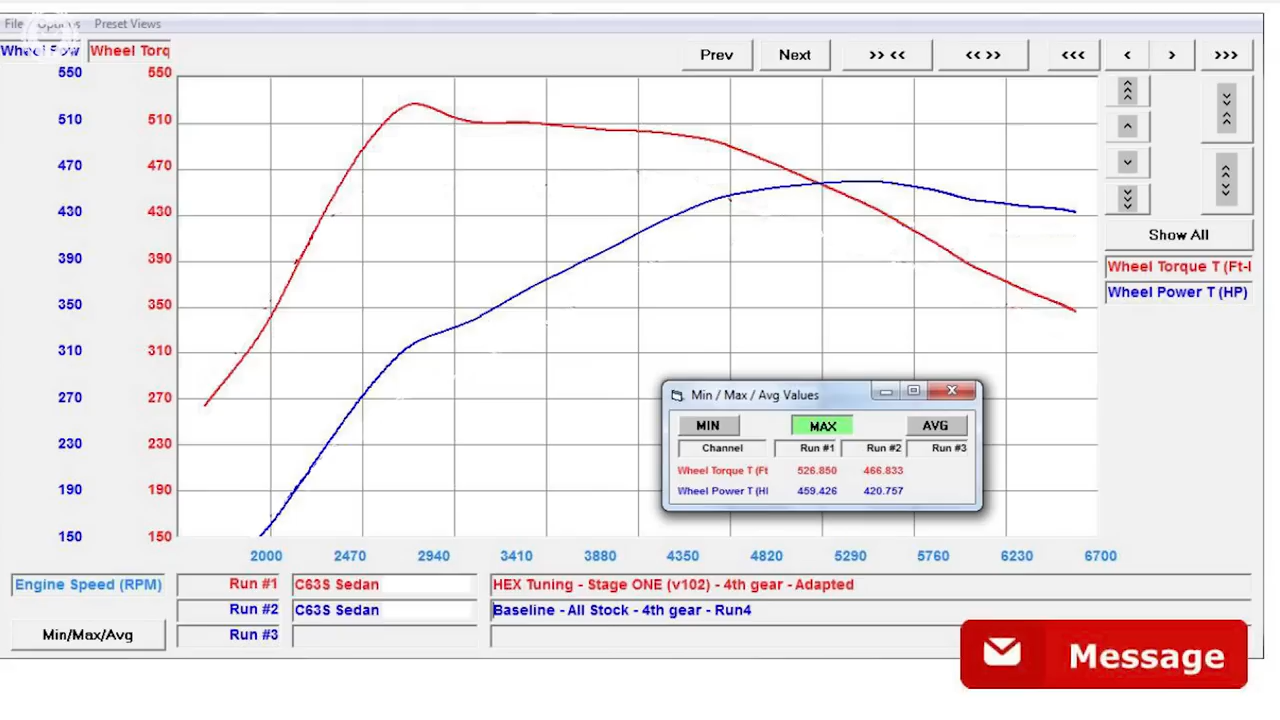 File Options Preset Views
Wheel Pow Wheel Torq
Prev Next >> << << >> <<< < > >>>
550 550
510 510
470 470
430 430
390 390
350 350
310 310
270 270
230 230
190 190
150 150
Show All
Wheel Torque T (Ft-l
Wheel Power T (HP)
Min / Max / Avg Values
MIN MAX AVG
Channel Run #1 Run #2 Run #3
Wheel Torque T (Ft 526.850 466.833
Wheel Power T (HI 459.426 420.757
2000 2470 2940 3410 3880 4350 4820 5290 5760 6230 6700
Engine Speed (RPM) Run #1 C63S Sedan HEX Tuning - Stage ONE (v102) - 4th gear - Adapted
Run #2 C63S Sedan Baseline - All Stock - 4th gear - Run4
Min/Max/Avg Run #3
Message